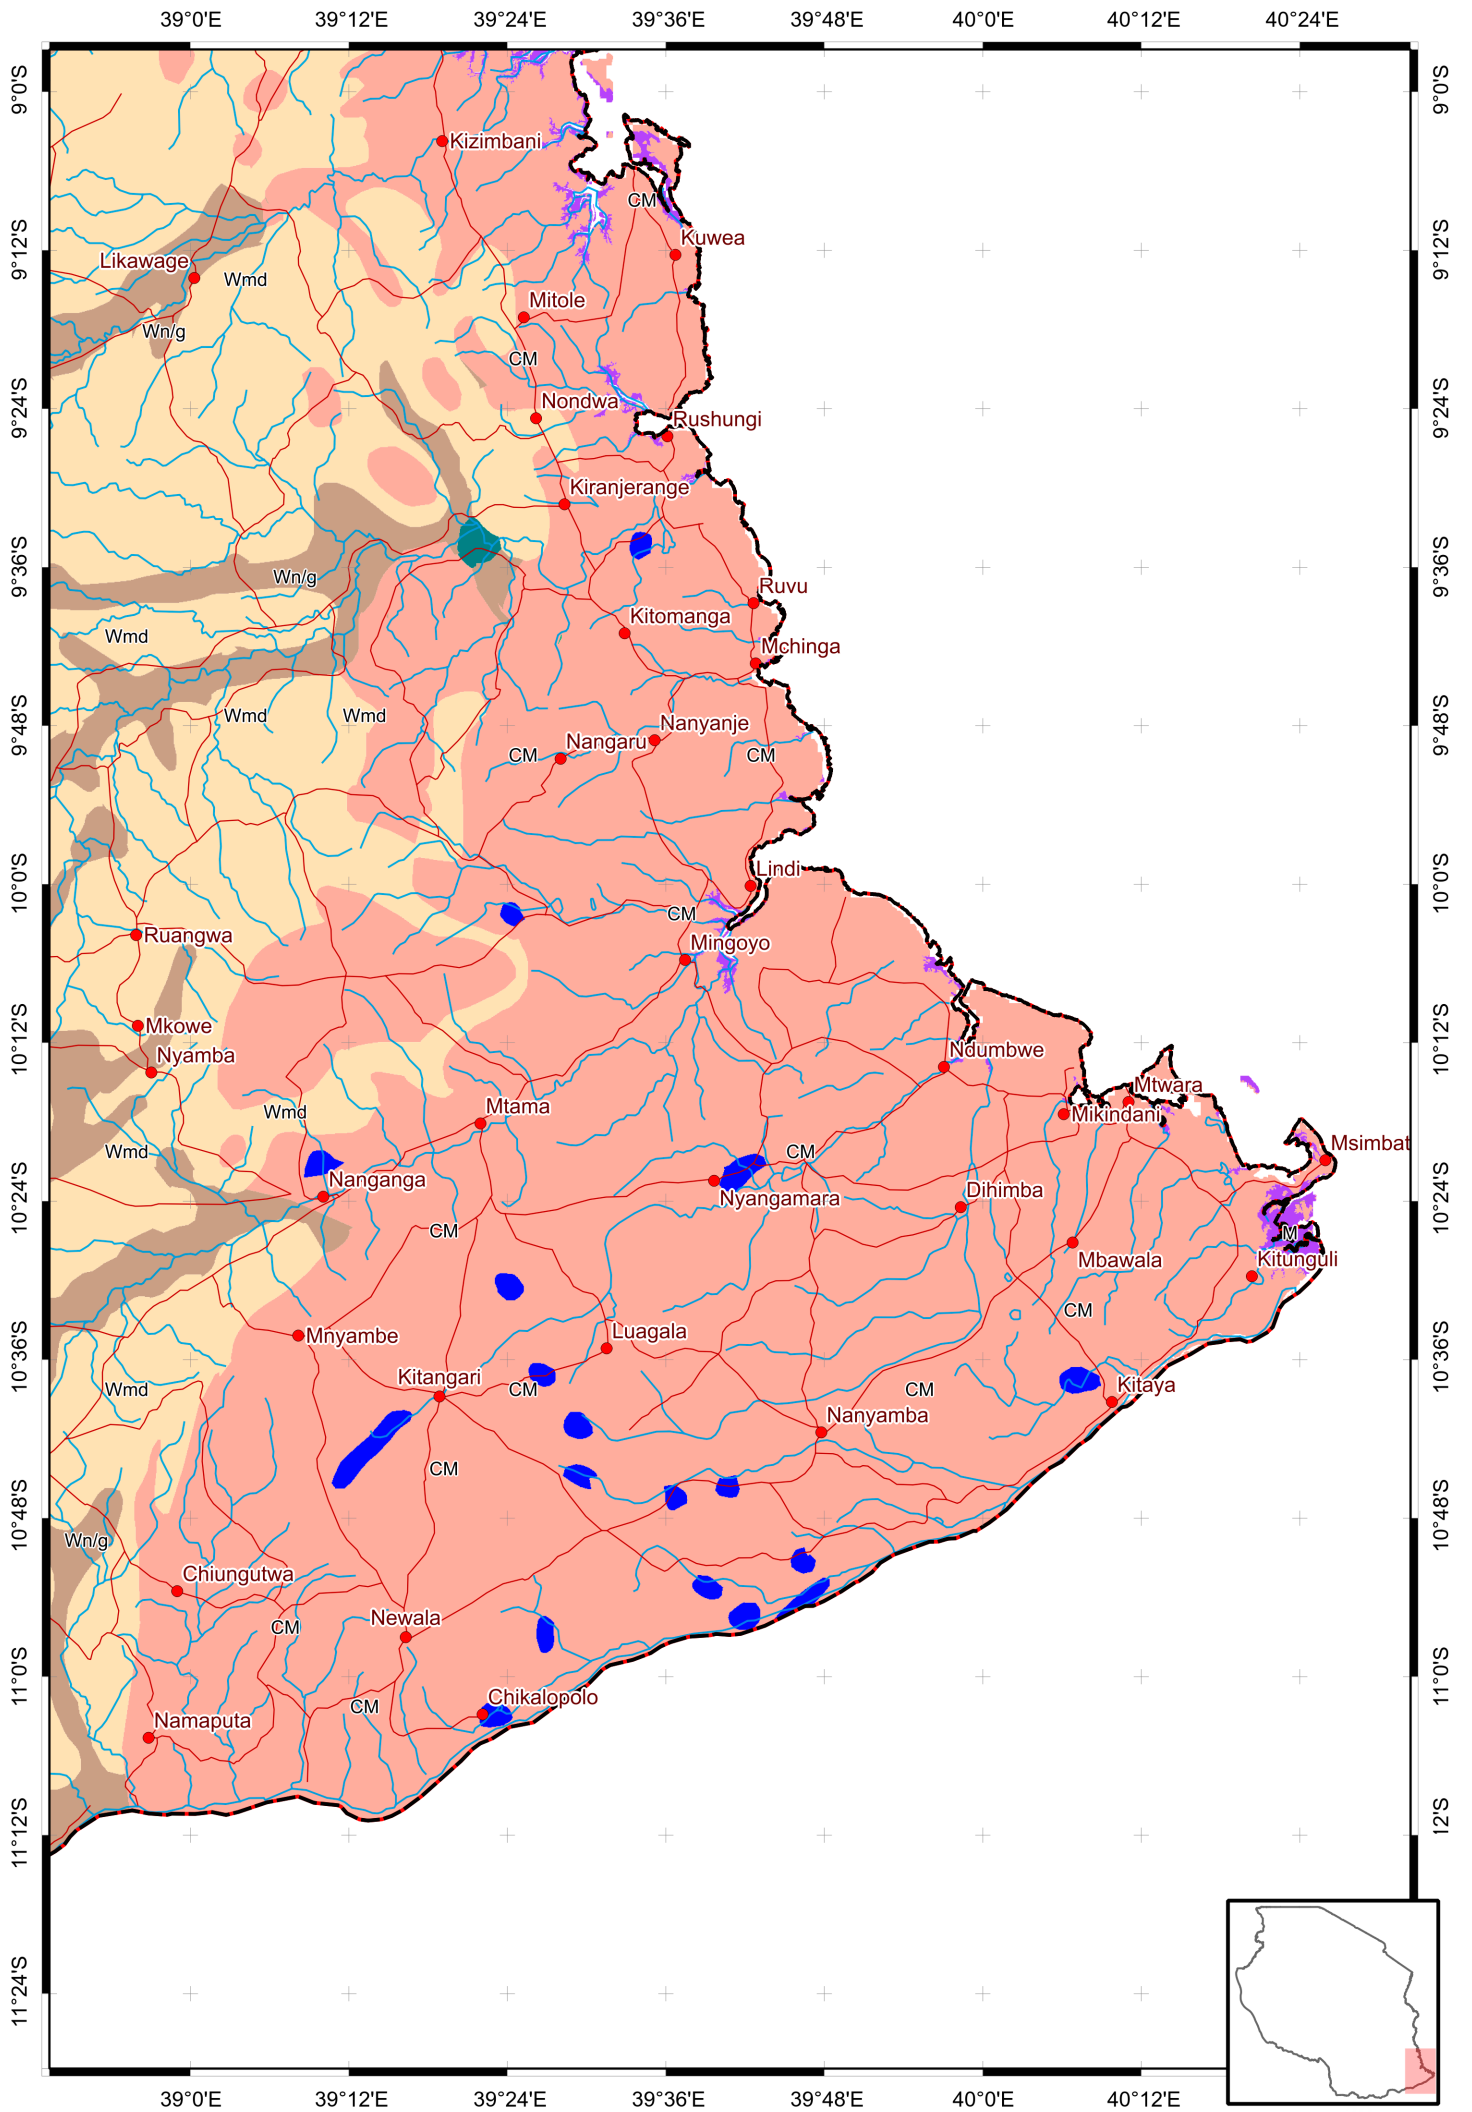 39°0'E 39°12'E 39°24'E 39°36'E 39°48'E 40°0'E 40°12'E 40°24'E
9°0'S 9°0'S
Kizimbani
CM
Kuwea
9°12'S 9°12'S
Likawage
Wmd
Mitole
Wn/g
CM
Nondwa
9°24'S 9°24'S
Rushungi
Kiranjerange
9°36'S 9°36'S
Wn/g
Ruvu
Kitomanga
Wmd
Mchinga
Wmd Wmd
Nanyanje
9°48'S 9°48'S
Nangaru
CM CM
Lindi
10°0'S 10°0'S
CM
Ruangwa
Mingoyo
Mkowe
10°12'S 10°12'S
Nyamba
Ndumbwe
Mtwara
Wmd
Mtama
Mikindani
Wmd
CM
Msimbat
Nanganga
Dihimba
10°24'S 10°24'S
Nyangamara
CM
M
Mbawala
Kitunguli
CM
Mnyambe
Luagala
10°36'S 10°36'S
Kitangari
Wmd
CM
CM
Kitaya
Nanyamba
CM
10°48'S 10°48'S
Wn/g
Chiungutwa
Newala
CM
11°0'S 11°0'S
Chikalopolo
CM
Namaputa
11°12'S 12'S
11°24'S
39°0'E 39°12'E 39°24'E 39°36'E 39°48'E 40°0'E 40°12'E